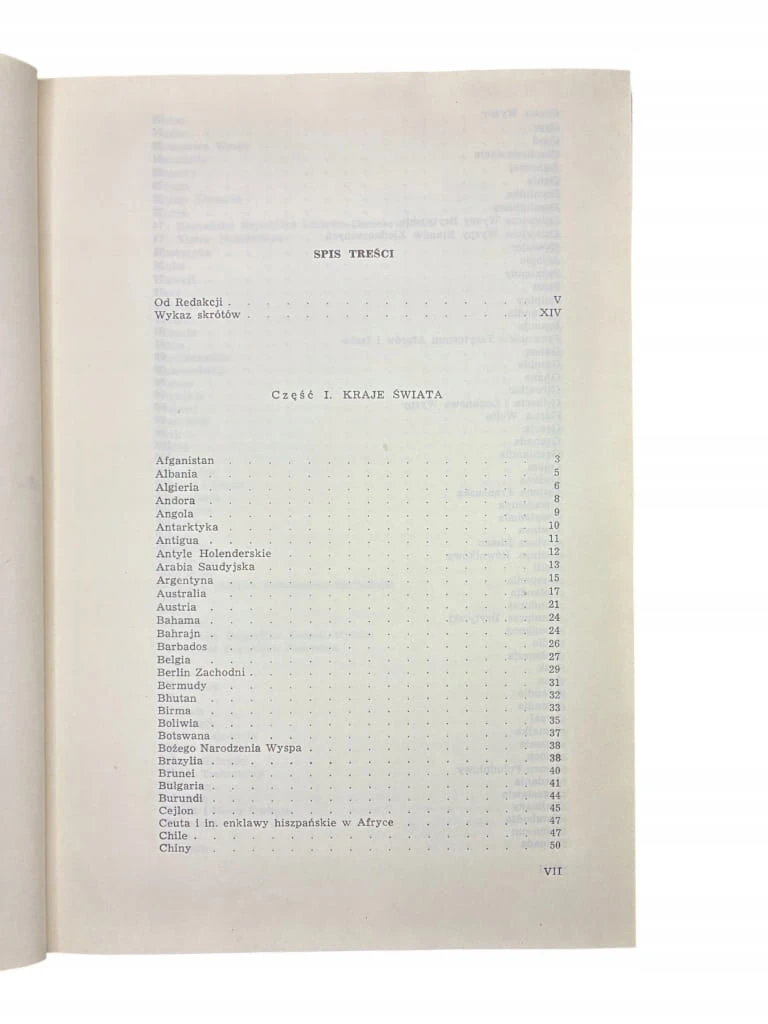 SPIS TREŚCI
Od Redakcji . . . . . . . . . . . . . . . . V
Wykaz skrótów . . . . . . . . . . . . . . . XIV
Część I. KRAJE ŚWIATA
Afganistan . . . . . . . . . . . . . . . . 3
Albania . . . . . . . . . . . . . . . . . 5
Algieria . . . . . . . . . . . . . . . . . 6
Andora . . . . . . . . . . . . . . . . . 8
Angola . . . . . . . . . . . . . . . . . 9
Antarktyka . . . . . . . . . . . . . . . . 10
Antigua . . . . . . . . . . . . . . . . . 11
Antyle Holenderskie . . . . . . . . . . . . . 12
Arabia Saudyjska . . . . . . . . . . . . . . 13
Argentyna . . . . . . . . . . . . . . . . 15
Australia . . . . . . . . . . . . . . . . 17
Austria . . . . . . . . . . . . . . . . . 21
Bahama . . . . . . . . . . . . . . . . . 24
Bahrajn . . . . . . . . . . . . . . . . . 24
Barbados . . . . . . . . . . . . . . . . 26
Belgia . . . . . . . . . . . . . . . . . 27
Berlin Zachodni . . . . . . . . . . . . . . . 29
Bermudy . . . . . . . . . . . . . . . . 31
Bhutan . . . . . . . . . . . . . . . . . 32
Birma . . . . . . . . . . . . . . . . . 33
Boliwia . . . . . . . . . . . . . . . . . 35
Botswana . . . . . . . . . . . . . . . . 37
Bożego Narodzenia Wyspa . . . . . . . . . . . . 38
Brazylia . . . . . . . . . . . . . . . . . 38
Brunei . . . . . . . . . . . . . . . . . 40
Bułgaria . . . . . . . . . . . . . . . . . 41
Burundi . . . . . . . . . . . . . . . . . 44
Cejlon . . . . . . . . . . . . . . . . . 45
Ceuta i in. enklawy hiszpańskie w Afryce . . . . . . . 47
Chile . . . . . . . . . . . . . . . . . . 47
Chiny . . . . . . . . . . . . . . . . . 50
VII